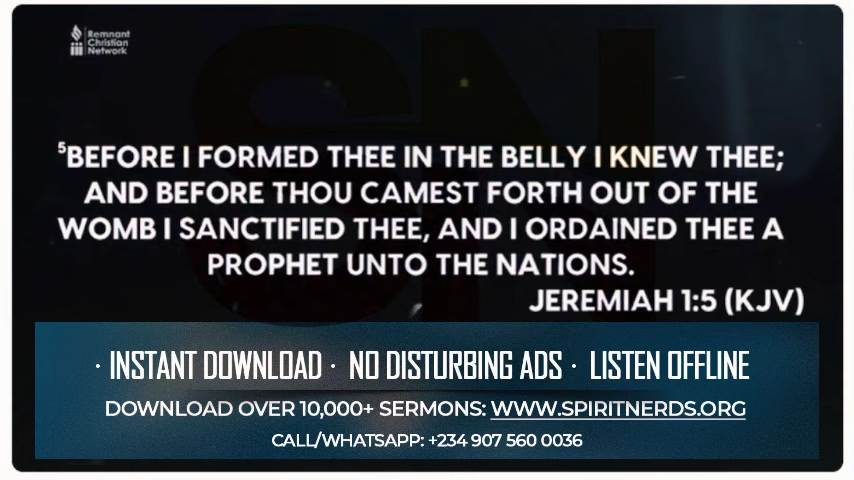 Remnant
Christian
Network
5BEFORE I FORMED THEE IN THE BELLY I KNEW THEE;
AND BEFORE THOU CAMEST FORTH OUT OF THE
WOMB I SANCTIFIED THEE, AND I ORDAINED THEE A
PROPHET UNTO THE NATIONS.
JEREMIAH 1:5 (KJV)
· INSTANT DOWNLOAD · NO DISTURBING ADS · LISTEN OFFLINE
DOWNLOAD OVER 10,000+ SERMONS: WWW.SPIRITNERDS.ORG
CALL/WHATSAPP: +234 907 560 0036